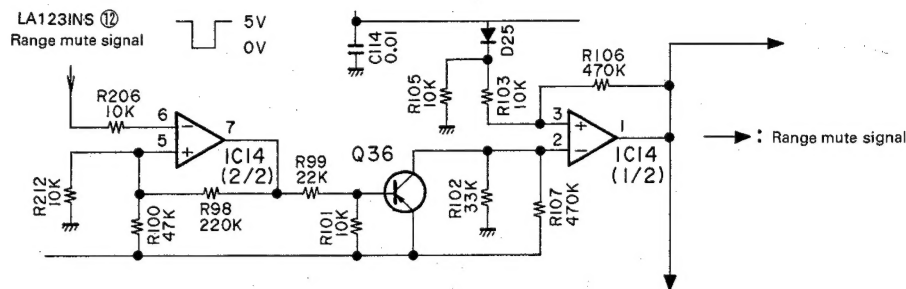 LA123INS ⑫
Range mute signal
5V
0V
C114
0.01
D25
R105
10K
R103
10K
R106
470K
R206
10K
6
5
7
3
2
1
IC14
(2/2)
IC14
(1/2)
: Range mute signal
R212
10K
R100
47K
R98
220K
R99
22K
Q36
R101
10K
R102
33K
R107
470K